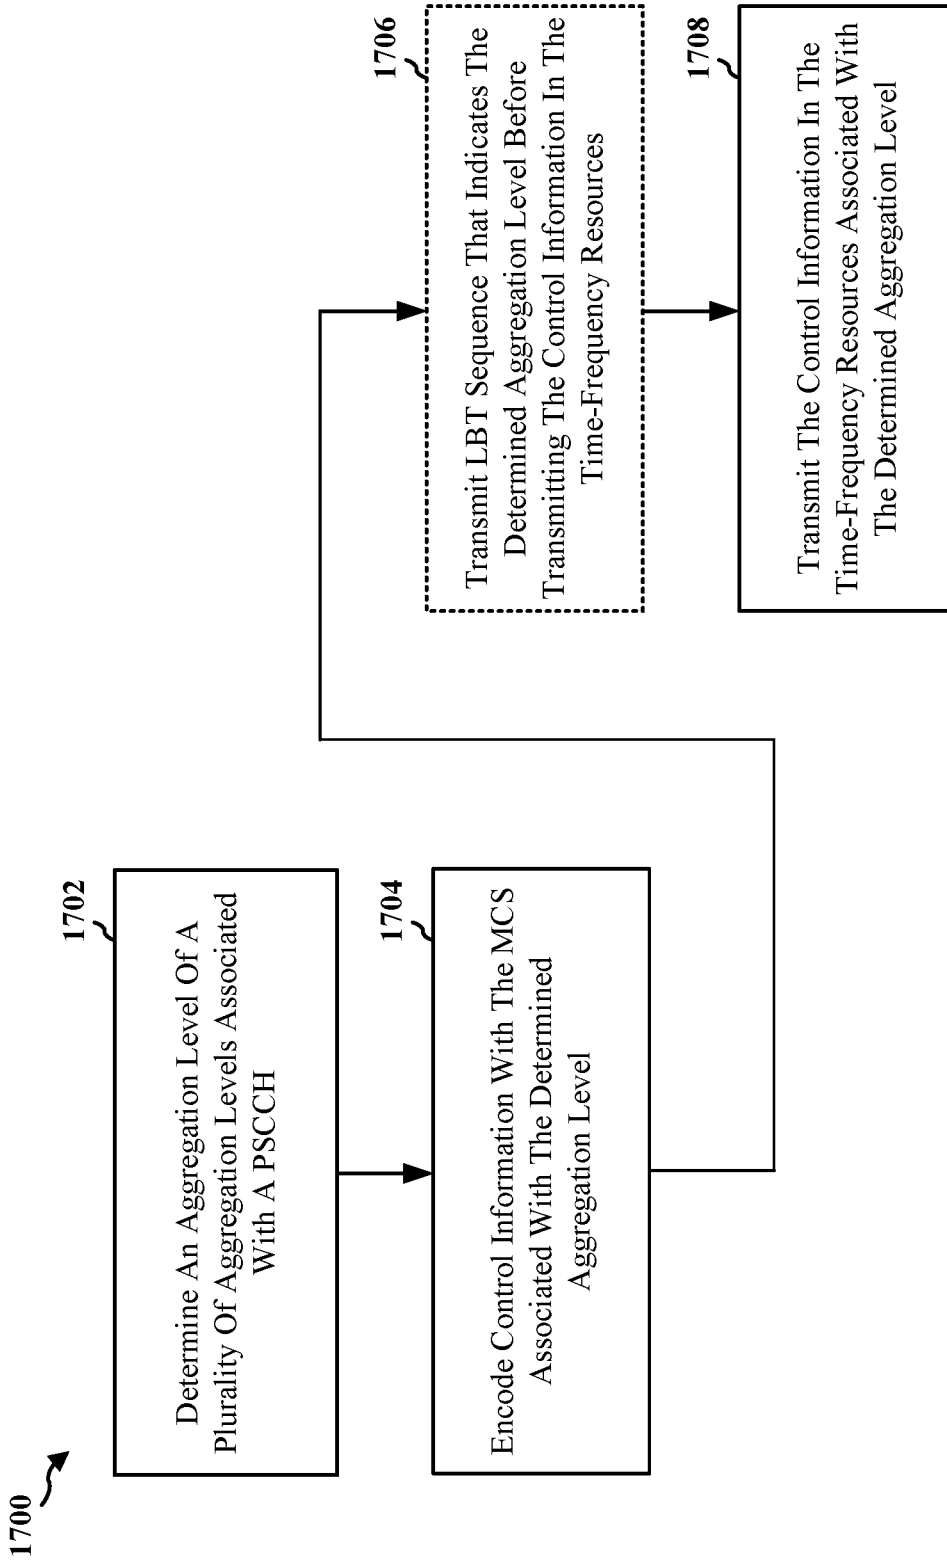 1700
1702
Determine An Aggregation Level Of A
Plurality Of Aggregation Levels Associated
With A PSCCH
1704
Encode Control Information With The MCS
Associated With The Determined
Aggregation Level
1706
Transmit LBT Sequence That Indicates The
Determined Aggregation Level Before
Transmitting The Control Information In The
Time-Frequency Resources
1708
Transmit The Control Information In The
Time-Frequency Resources Associated With
The Determined Aggregation Level